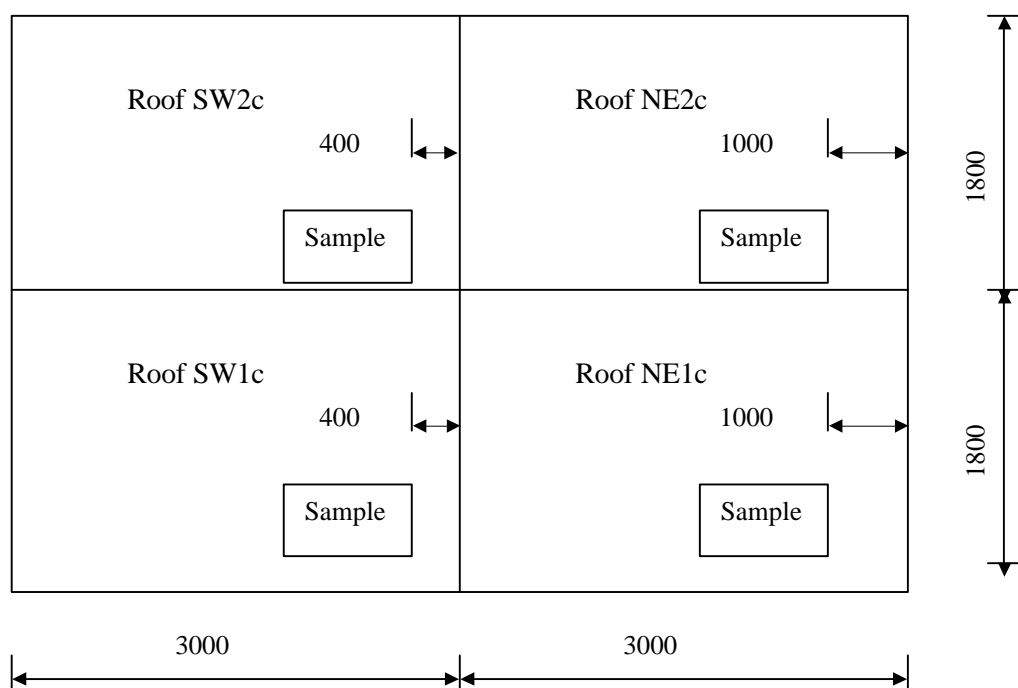 Roof SW2c
Roof NE2c
400
1000
1800
Sample
Sample
Roof SW1c
Roof NE1c
400
1000
1800
Sample
Sample
3000
3000